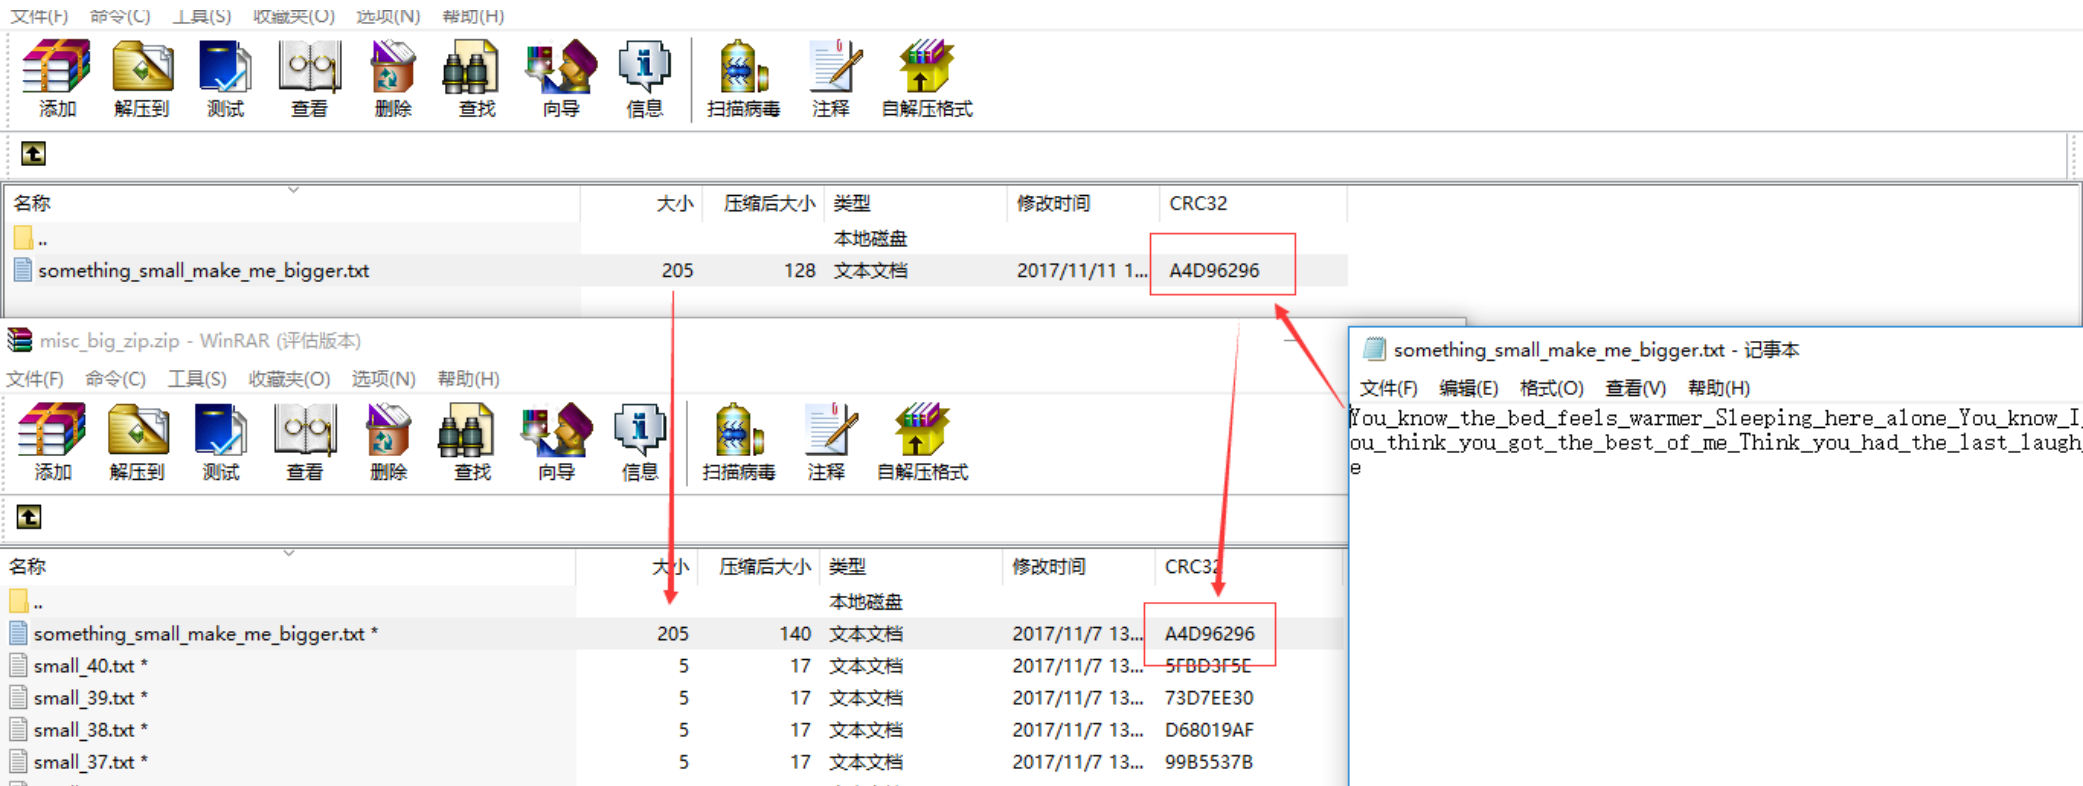 文件(F) 命令(C) 工具(S) 收藏夹(O) 选项(N) 帮助(H)
添加 解压到 测试 查看 删除 查找 向导 信息 扫描病毒 注释 自解压格式
名称 大小 压缩后大小 类型 修改时间 CRC32
.. 本地磁盘
something_small_make_me_bigger.txt 205 128 文本文档 2017/11/11 1... A4D96296
misc_big_zip.zip - WinRAR (评估版本)
文件(F) 命令(C) 工具(S) 收藏夹(O) 选项(N) 帮助(H)
添加 解压到 测试 查看 删除 查找 向导 信息 扫描病毒 注释 自解压格式
名称 大小 压缩后大小 类型 修改时间 CRC32
.. 本地磁盘
something_small_make_me_bigger.txt * 205 140 文本文档 2017/11/7 13... A4D96296
small_40.txt * 5 17 文本文档 2017/11/7 13... 5FBD3F5E
small_39.txt * 5 17 文本文档 2017/11/7 13... 73D7EE30
small_38.txt * 5 17 文本文档 2017/11/7 13... D68019AF
small_37.txt * 5 17 文本文档 2017/11/7 13... 99B5537B
something_small_make_me_bigger.txt - 记事本
文件(F) 编辑(E) 格式(O) 查看(V) 帮助(H)
You_know_the_bed_feels_warmer_Sleeping_here_alone_You_know_I_
ou_think_you_got_the_best_of_me_Think_you_had_the_last_laugh_
e